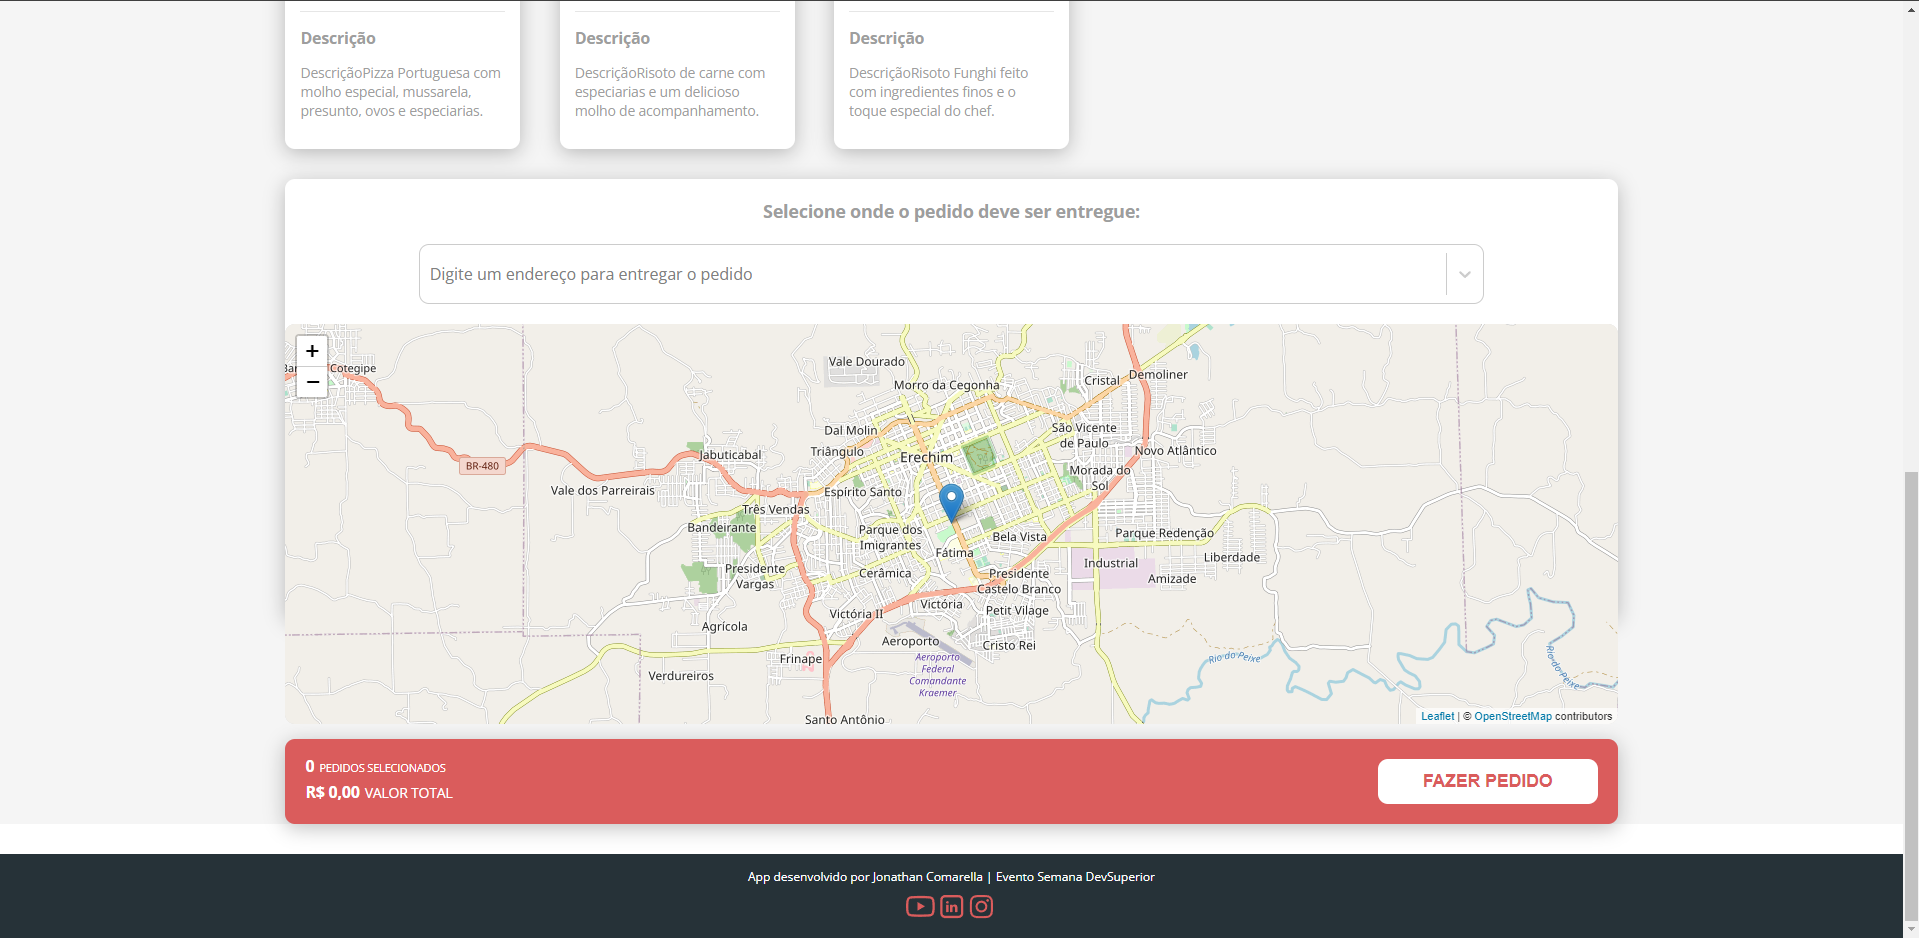 Descrição
DescriçãoPizza Portuguesa com
molho especial, mussarela,
presunto, ovos e especiarias.
Descrição
DescriçãoRisoto de carne com
especiarias e um delicioso
molho de acompanhamento.
Descrição
DescriçãoRisoto Funghi feito
com ingredientes finos e o
toque especial do chef.
Selecione onde o pedido deve ser entregue:
Digite um endereço para entregar o pedido
+
−
Cotegipe
Vale Dourado
Morro da Cegonha
Cristal
Demoliner
Dal Molin
São Vicente
de Paulo
Triângulo
Erechim
Novo Atlântico
Jabuticabal
BR-480
Morada do
Sol
Vale dos Parreirais
Espírito Santo
Três Vendas
Bandeirante
Parque dos
Imigrantes
Bela Vista
Parque Redenção
Fátima
Liberdade
Industrial
Presidente
Vargas
Cerâmica
Presidente
Castelo Branco
Amizade
Victória
Victória II
Petit Vilage
Agrícola
Aeroporto
Cristo Rei
Frinape
Aeroporto
Federal
Comandante
Kraemer
Rio do Peixe
Rio do Peixe
Verdureiros
Santo Antônio
Leaflet | © OpenStreetMap contributors
0 PEDIDOS SELECIONADOS
R$ 0,00 VALOR TOTAL
FAZER PEDIDO
App desenvolvido por Jonathan Comarella | Evento Semana DevSuperior
in